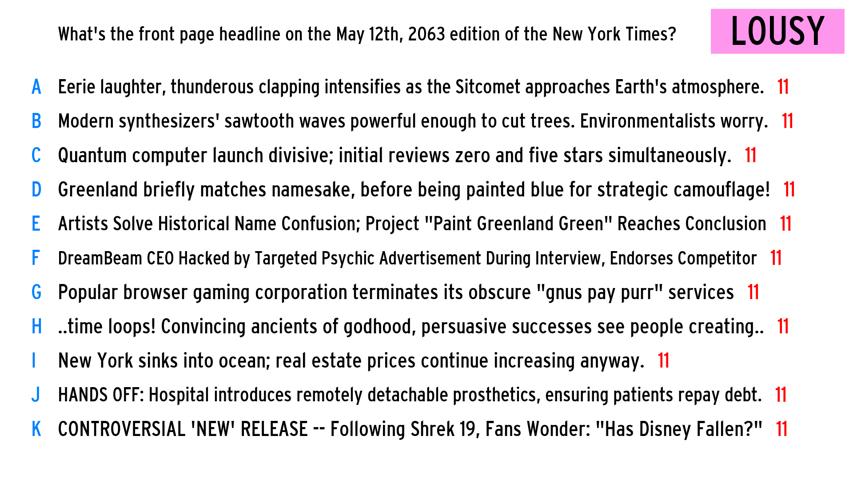 What's the front page headline on the May 12th, 2063 edition of the New York Times?
LOUSY
A Eerie laughter, thunderous clapping intensifies as the Sitcomet approaches Earth's atmosphere. 11
B Modern synthesizers' sawtooth waves powerful enough to cut trees. Environmentalists worry. 11
C Quantum computer launch divisive; initial reviews zero and five stars simultaneously. 11
D Greenland briefly matches namesake, before being painted blue for strategic camouflage! 11
E Artists Solve Historical Name Confusion; Project "Paint Greenland Green" Reaches Conclusion 11
F DreamBeam CEO Hacked by Targeted Psychic Advertisement During Interview, Endorses Competitor 11
G Popular browser gaming corporation terminates its obscure "gnus pay purr" services 11
H ..time loops! Convincing ancients of godhood, persuasive successes see people creating.. 11
I New York sinks into ocean; real estate prices continue increasing anyway. 11
J HANDS OFF: Hospital introduces remotely detachable prosthetics, ensuring patients repay debt. 11
K CONTROVERSIAL 'NEW' RELEASE -- Following Shrek 19, Fans Wonder: "Has Disney Fallen?" 11